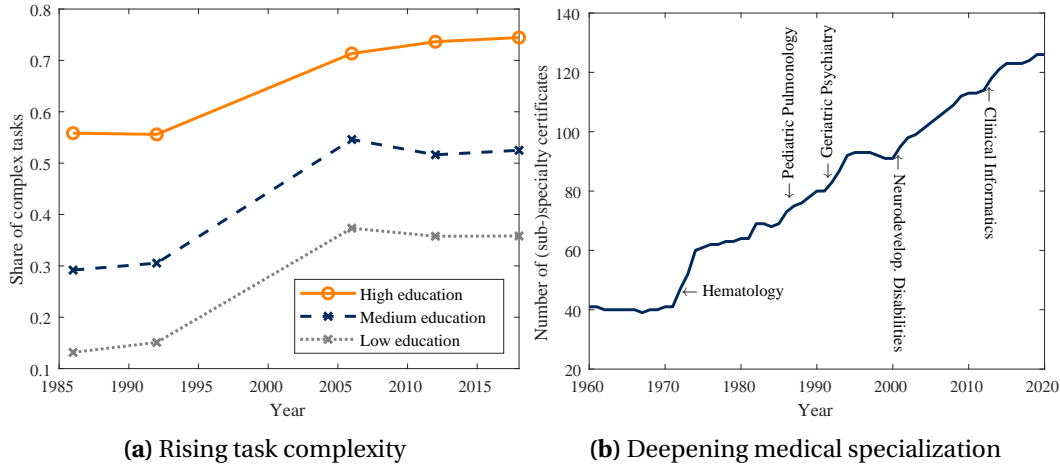 0.8
0.7
0.6
0.5
0.4
0.3
0.2
0.1
Share of complex tasks
1985 1990 1995 2000 2005 2010 2015
Year
High education
Medium education
Low education
(a) Rising task complexity
140
120
100
80
60
40
20
Number of (sub-)specialty certificates
1960 1970 1980 1990 2000 2010 2020
Year
← Hematology
← Pediatric Pulmonology
← Geriatric Psychiatry
Neurodevelop. Disabilities →
Clinical Informatics →
(b) Deepening medical specialization